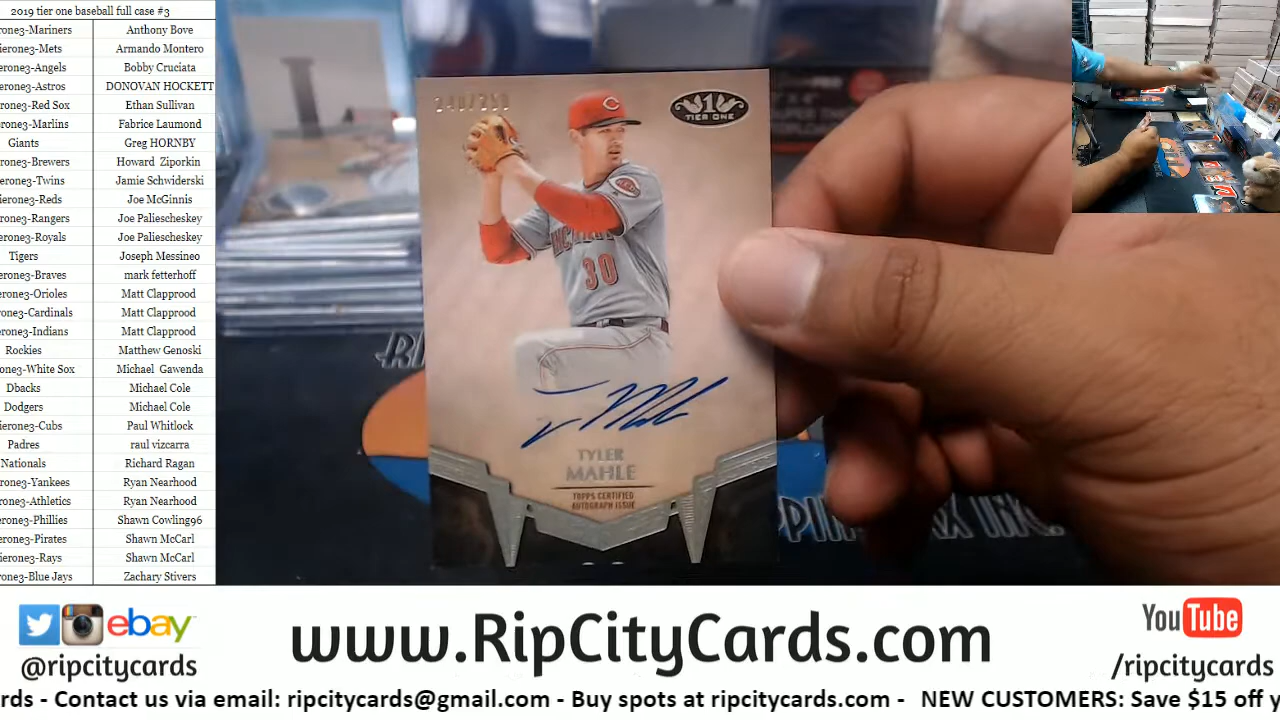 2019 tier one baseball full case #3
rone3-Mariners Anthony Bove
ierone3-Mets Armando Montero
erone3-Angels Bobby Cruciata
erone3-Astros DONOVAN HOCKETT
rone3-Red Sox Ethan Sullivan
rone3-Marlins Fabrice Laumond
Giants Greg HORNBY
erone3-Brewers Howard Ziporkin
erone3-Twins Jamie Schwiderski
ierone3-Reds Joe McGinnis
rone3-Rangers Joe Paliescheskey
erone3-Royals Joe Paliescheskey
Tigers Joseph Messineo
erone3-Braves mark fetterhoff
erone3-Orioles Matt Clapprood
rone3-Cardinals Matt Clapprood
erone3-Indians Matt Clapprood
Rockies Matthew Genoski
one3-White Sox Michael Gawenda
Dbacks Michael Cole
Dodgers Michael Cole
ierone3-Cubs Paul Whitlock
Padres raul vizcarra
Nationals Richard Ragan
erone3-Yankees Ryan Nearhood
erone3-Athletics Ryan Nearhood
erone3-Phillies Shawn Cowling96
erone3-Pirates Shawn McCarl
ierone3-Rays Shawn McCarl
erone3-Blue Jays Zachary Stivers
1
TIER ONE
C
30
TYLER
MAHLE
TOPPS CERTIFIED
AUTOGRAPH ISSUE
ebay
@ripcitycards
www.RipCityCards.com
YouTube
/ripcitycards
ards - Contact us via email: ripcitycards@gmail.com - Buy spots at ripcitycards.com - NEW CUSTOMERS: Save $15 off y